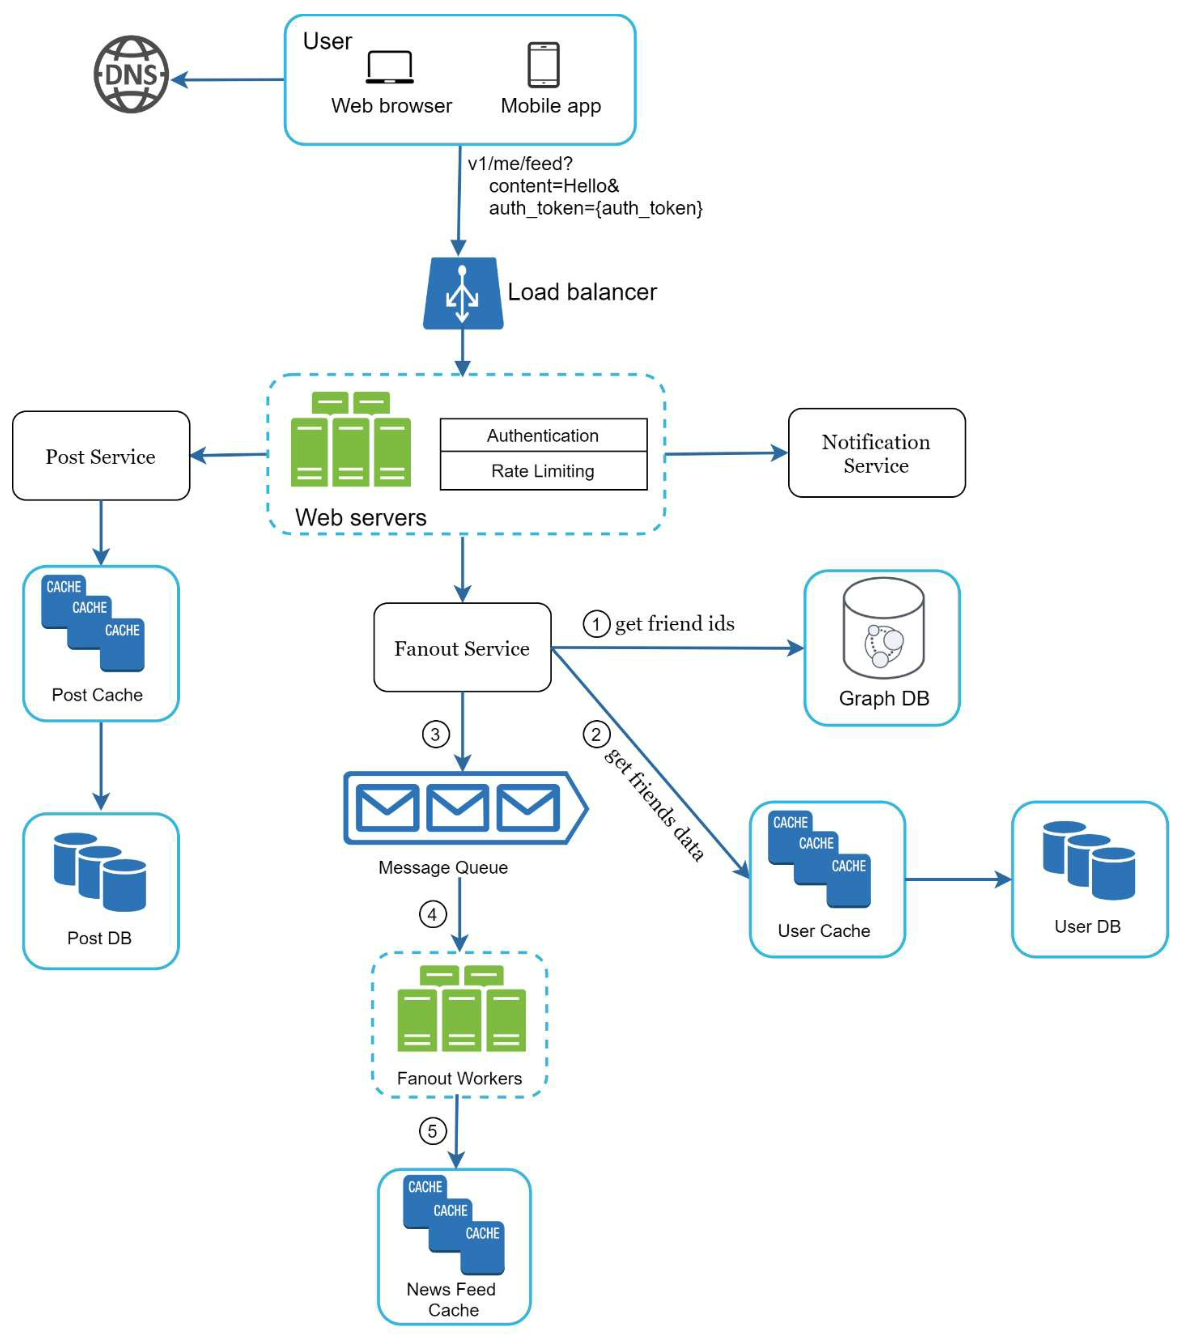 User
DNS
Web browser
Mobile app
v1/me/feed?
content=Hello&
auth_token={auth_token}
Load balancer
Authentication
Rate Limiting
Web servers
Post Service
Notification
Service
CACHE
CACHE
CACHE
Post Cache
Fanout Service
1 get friend ids
Graph DB
2 get friends data
3
Message Queue
Post DB
CACHE
CACHE
CACHE
User Cache
User DB
4
Fanout Workers
5
CACHE
CACHE
CACHE
News Feed
Cache